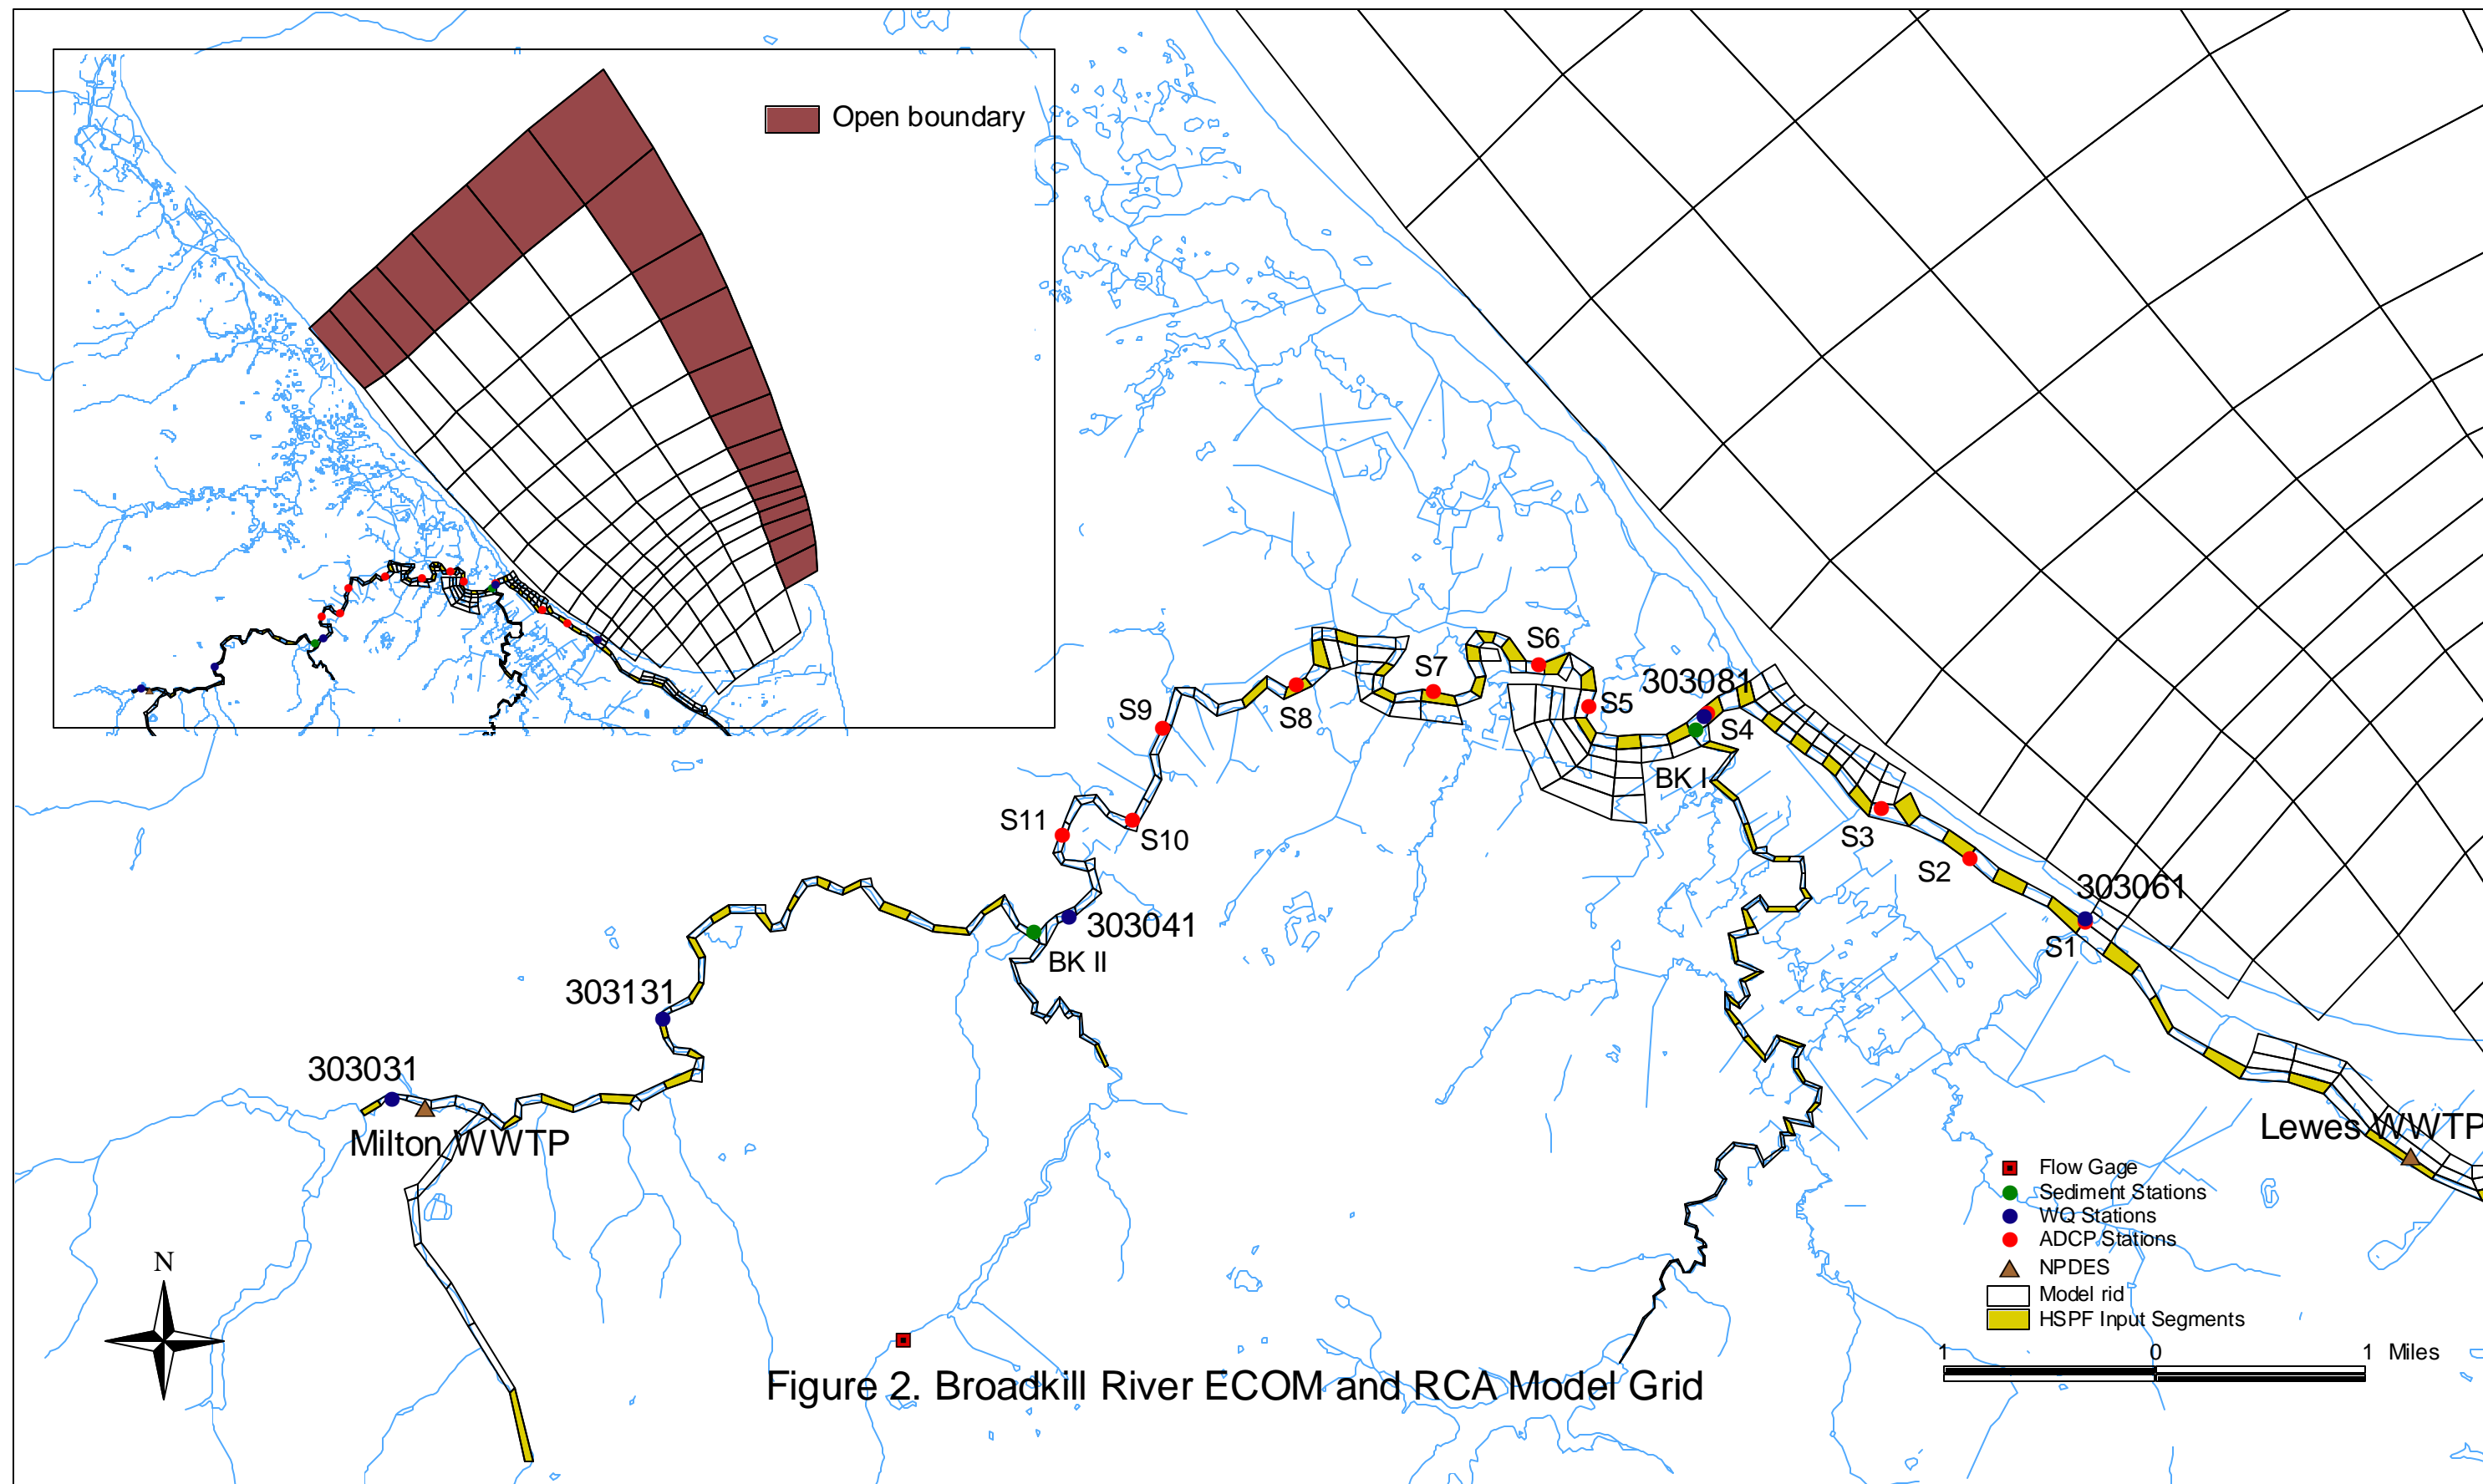 Open boundary
S6
S7
303081
S5
S9
S8
S4
BK I
S11
S10
S3
S2
303061
303041
S1
BK II
303131
303031
Lewes WWTP
Milton WWTP
Flow Gage
Sediment Stations
WQ Stations
ADCP Stations
N
NPDES
Model rid
HSPF Input Segments
1 0 1 Miles
Figure 2. Broadkill River ECOM and RCA Model Grid